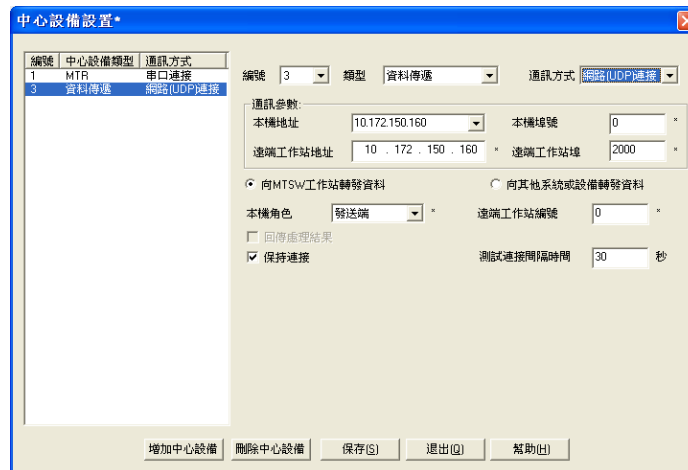 中心設備設置*
編號 中心設備類型 通訊方式
1 MTR 串口連接
3 資料傳遞 網路(UDP)連接
編號 3 類型 資料傳遞 通訊方式 網路(UDP)連接
通訊參數:
本機地址 10.172.150.160 本機埠號 0 *
遠端工作站地址 10 . 172 . 150 . 160 * 遠端工作站埠 2000 *
向MTSW工作站轉發資料 向其他系統或設備轉發資料
本機角色 發送端 * 遠端工作站編號 0 *
回傳處理結果
保持連接 測試連接間隔時間 30 秒
增加中心設備 刪除中心設備 保存(S) 退出(Q) 幫助(H)